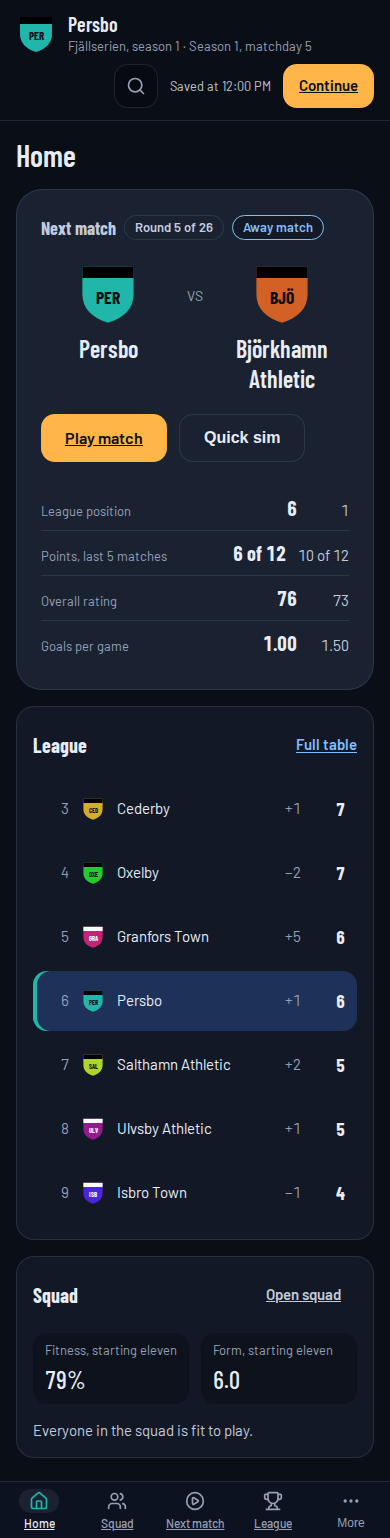 PER
Persbo
Fjällserien, season 1 · Season 1, matchday 5
Saved at 12:00 PM
Continue
Home
Next match
Round 5 of 26
Away match
PER
VS
BJÖ
Persbo
Björkhamn
Athletic
Play match
Quick sim
League position 6 1
Points, last 5 matches 6 of 12 10 of 12
Overall rating 76 73
Goals per game 1.00 1.50
League
Full table
3 CED Cederby +1 7
4 OXE Oxelby −2 7
5 GRA Granfors Town +5 6
6 PER Persbo +1 6
7 SAL Salthamn Athletic +2 5
8 ULV Ulvsby Athletic +1 5
9 ISB Isbro Town −1 4
Squad
Open squad
Fitness, starting eleven
79%
Form, starting eleven
6.0
Everyone in the squad is fit to play.
Home
Squad
Next match
League
More